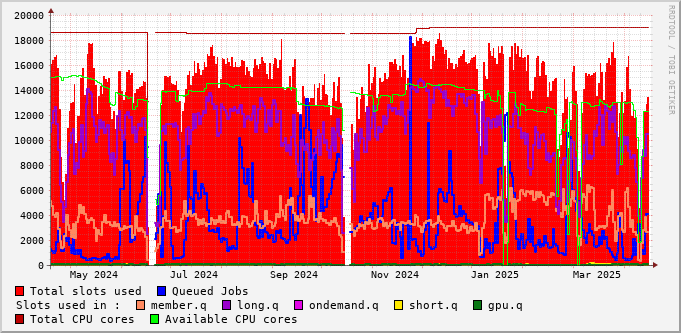 20000
18000
16000
14000
12000
10000
8000
6000
4000
2000
0
May 2024 Jul 2024 Sep 2024 Nov 2024 Jan 2025 Mar 2025
RRDTOOL / TOBI OETIKER
Total slots used Queued Jobs
Slots used in : member.q long.q ondemand.q short.q gpu.q
Total CPU cores Available CPU cores